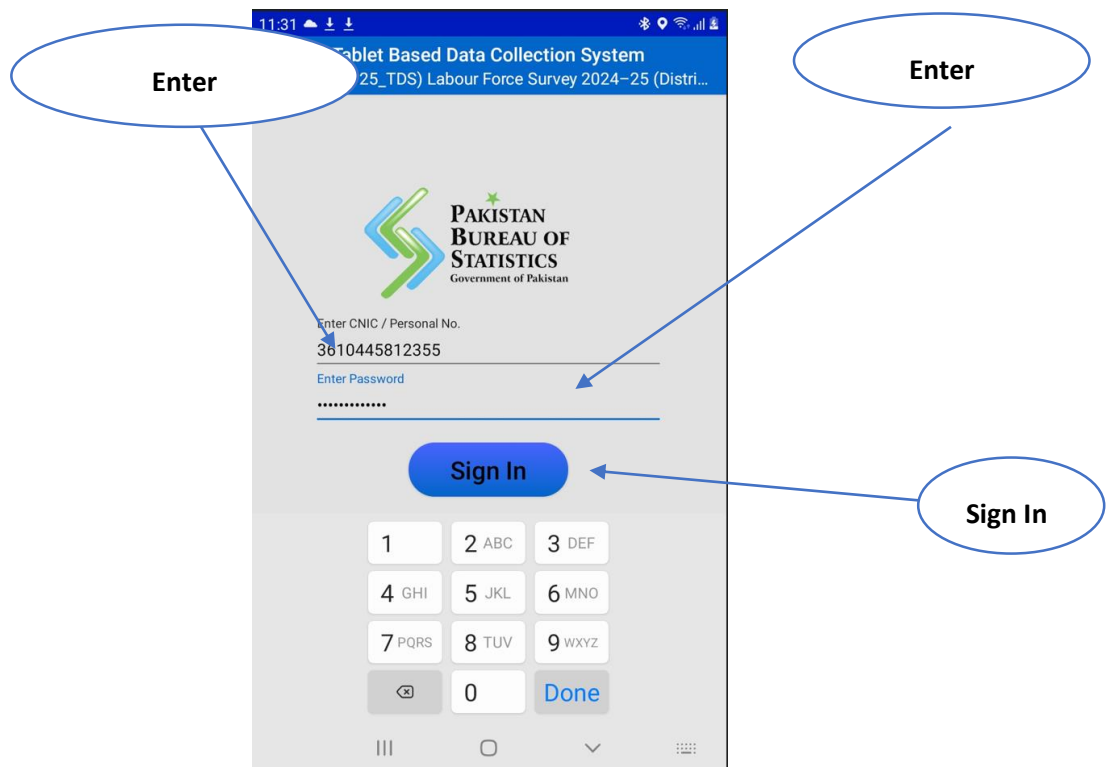 11:31
Tablet Based Data Collection System
25_TDS) Labour Force Survey 2024–25 (Distri...
Enter
Enter
PAKISTAN
BUREAU OF
STATISTICS
Government of Pakistan
Enter CNIC / Personal No.
3610445812355
Enter Password
•••••••••••••
Sign In
Sign In
1
2 ABC
3 DEF
4 GHI
5 JKL
6 MNO
7 PQRS
8 TUV
9 WXYZ
0
Done